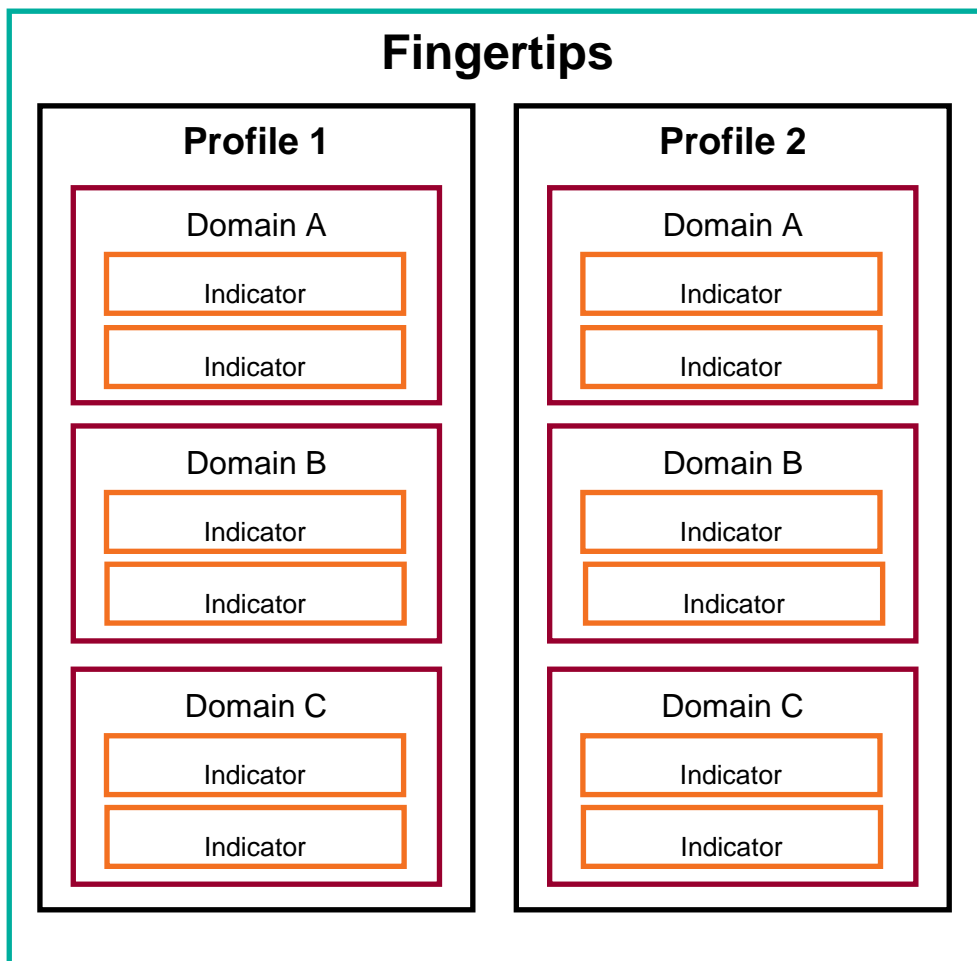 Fingertips
Profile 1
Domain A
Indicator
Indicator
Domain B
Indicator
Indicator
Domain C
Indicator
Indicator
Profile 2
Domain A
Indicator
Indicator
Domain B
Indicator
Indicator
Domain C
Indicator
Indicator